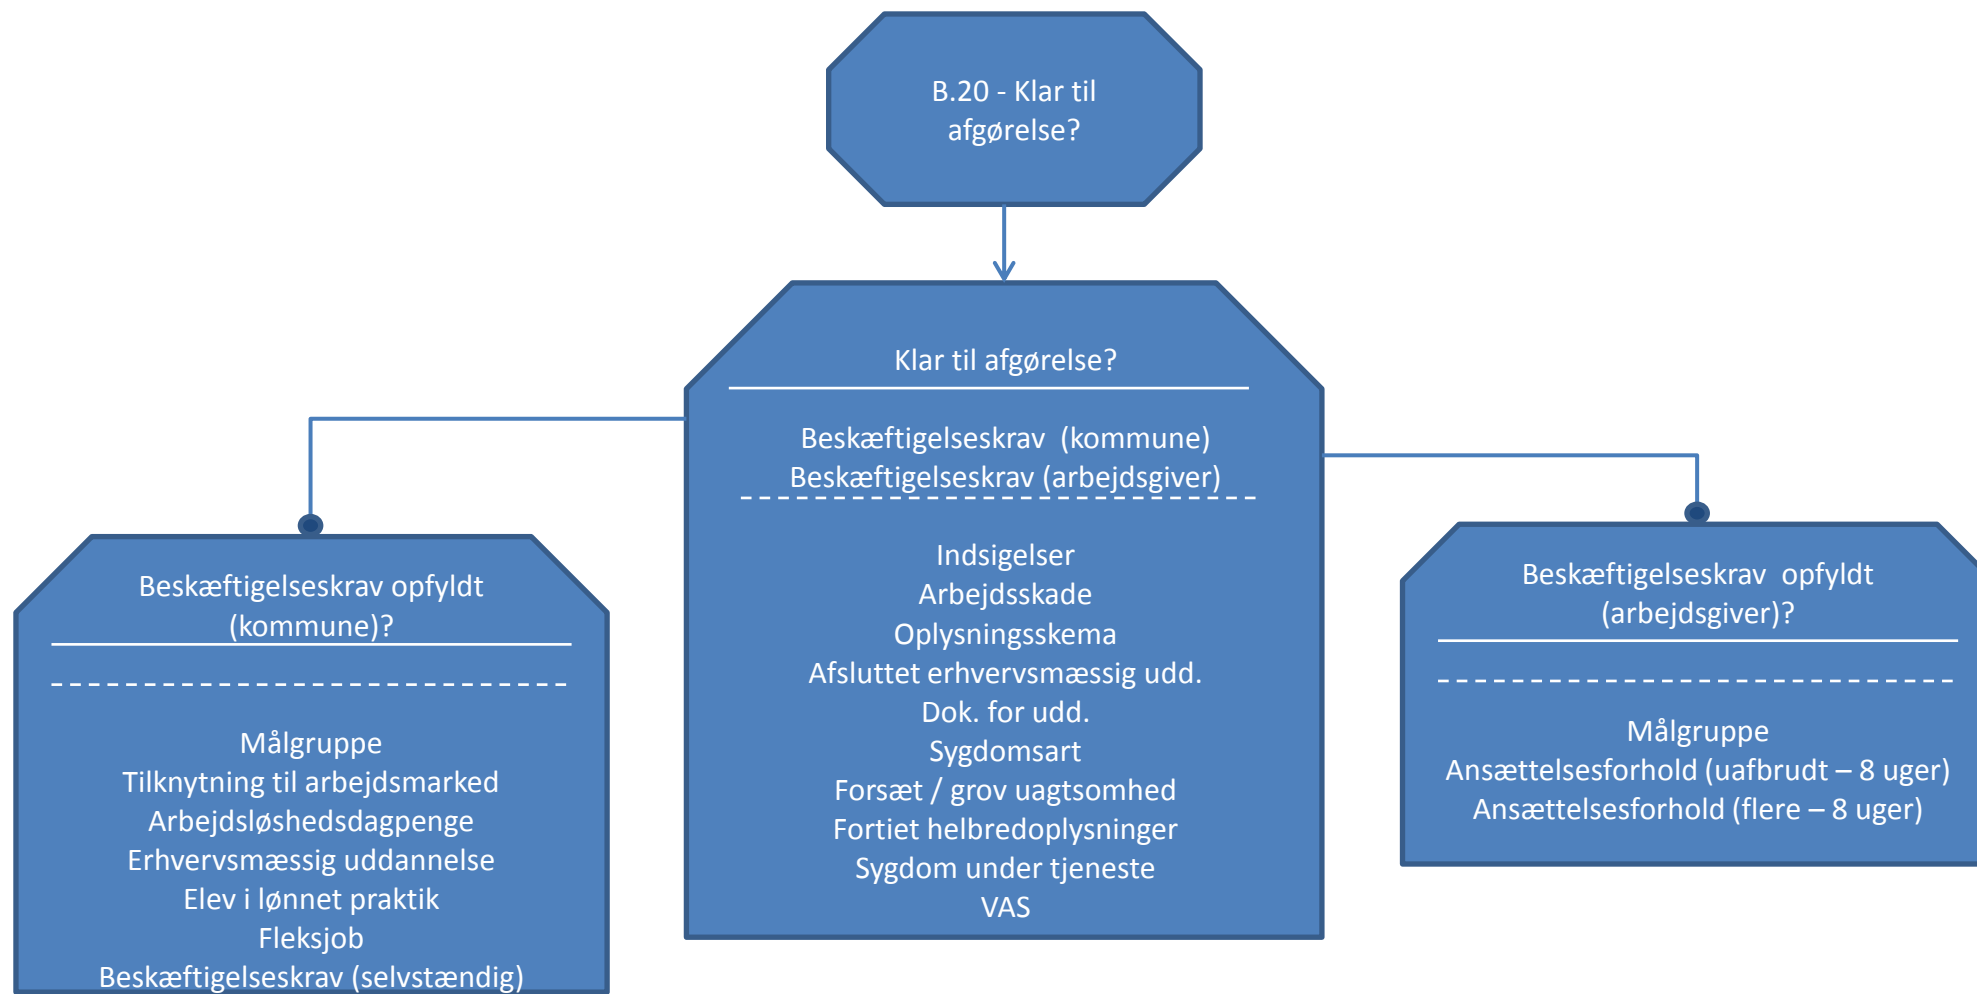 B.20 - Klar til
afgørelse?
Klar til afgørelse?
Beskæftigelseskrav (kommune)
Beskæftigelseskrav (arbejdsgiver)
Indsigelser
Arbejdsskade
Oplysningsskema
Afsluttet erhvervsmæssig udd.
Dok. for udd.
Sygdomsart
Forsæt / grov uagtsomhed
Fortiet helbredoplysninger
Sygdom under tjeneste
VAS
Beskæftigelseskrav opfyldt
(kommune)?
Målgruppe
Tilknytning til arbejdsmarked
Arbejdsløshedsdagpenge
Erhvervsmæssig uddannelse
Elev i lønnet praktik
Fleksjob
Beskæftigelseskrav (selvstændig)
Beskæftigelseskrav opfyldt
(arbejdsgiver)?
Målgruppe
Ansættelsesforhold (uafbrudt – 8 uger)
Ansættelsesforhold (flere – 8 uger)